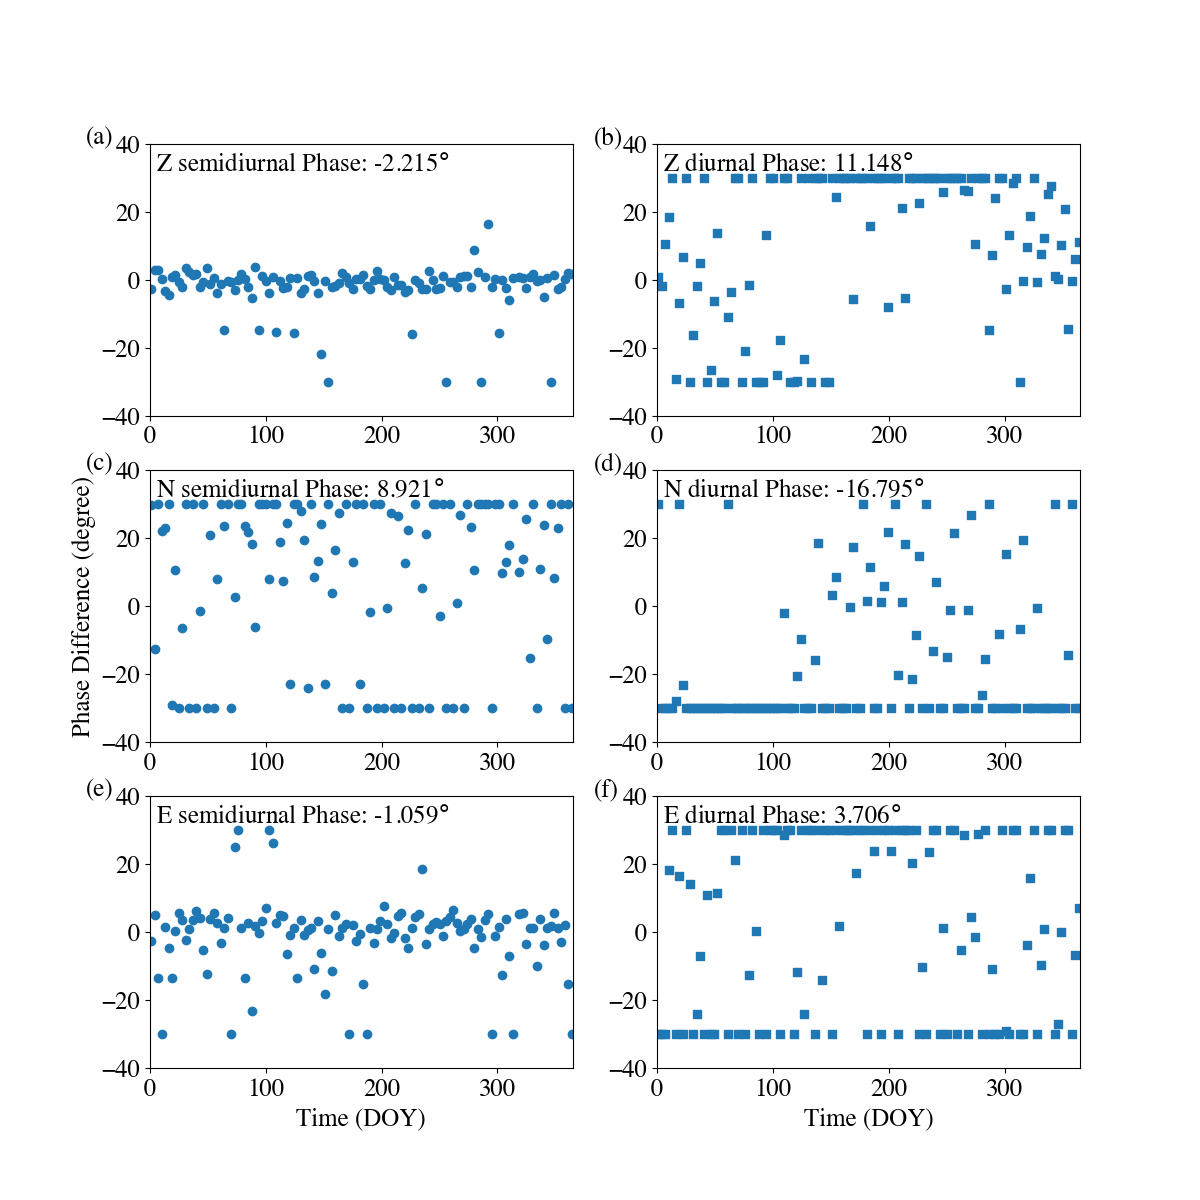 (a)
Z semidiurnal Phase: -2.215°
40
20
0
−20
−40
0 100 200 300
(b)
Z diurnal Phase: 11.148°
40
20
0
−20
−40
0 100 200 300
(c)
N semidiurnal Phase: 8.921°
40
20
0
−20
−40
0 100 200 300
Phase Difference (degree)
(d)
N diurnal Phase: -16.795°
40
20
0
−20
−40
0 100 200 300
(e)
E semidiurnal Phase: -1.059°
40
20
0
−20
−40
0 100 200 300
Time (DOY)
(f)
E diurnal Phase: 3.706°
40
20
0
−20
−40
0 100 200 300
Time (DOY)